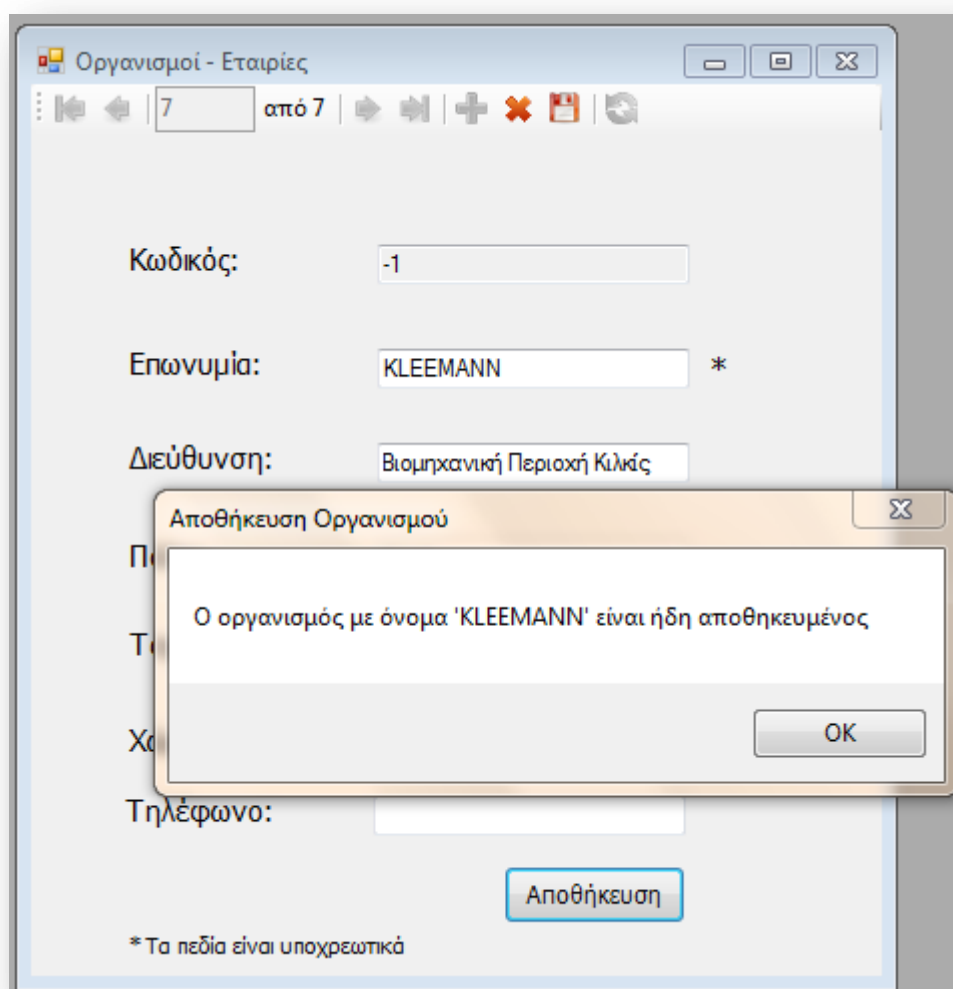 Οργανισμοί - Εταιρίες
7 από 7
Κωδικός: -1
Επωνυμία: KLEEMANN *
Διεύθυνση: Βιομηχανική Περιοχή Κιλκίς
Αποθήκευση Οργανισμού
Ο οργανισμός με όνομα 'KLEEMANN' είναι ήδη αποθηκευμένος
OK
Τηλέφωνο:
Αποθήκευση
* Τα πεδία είναι υποχρεωτικά